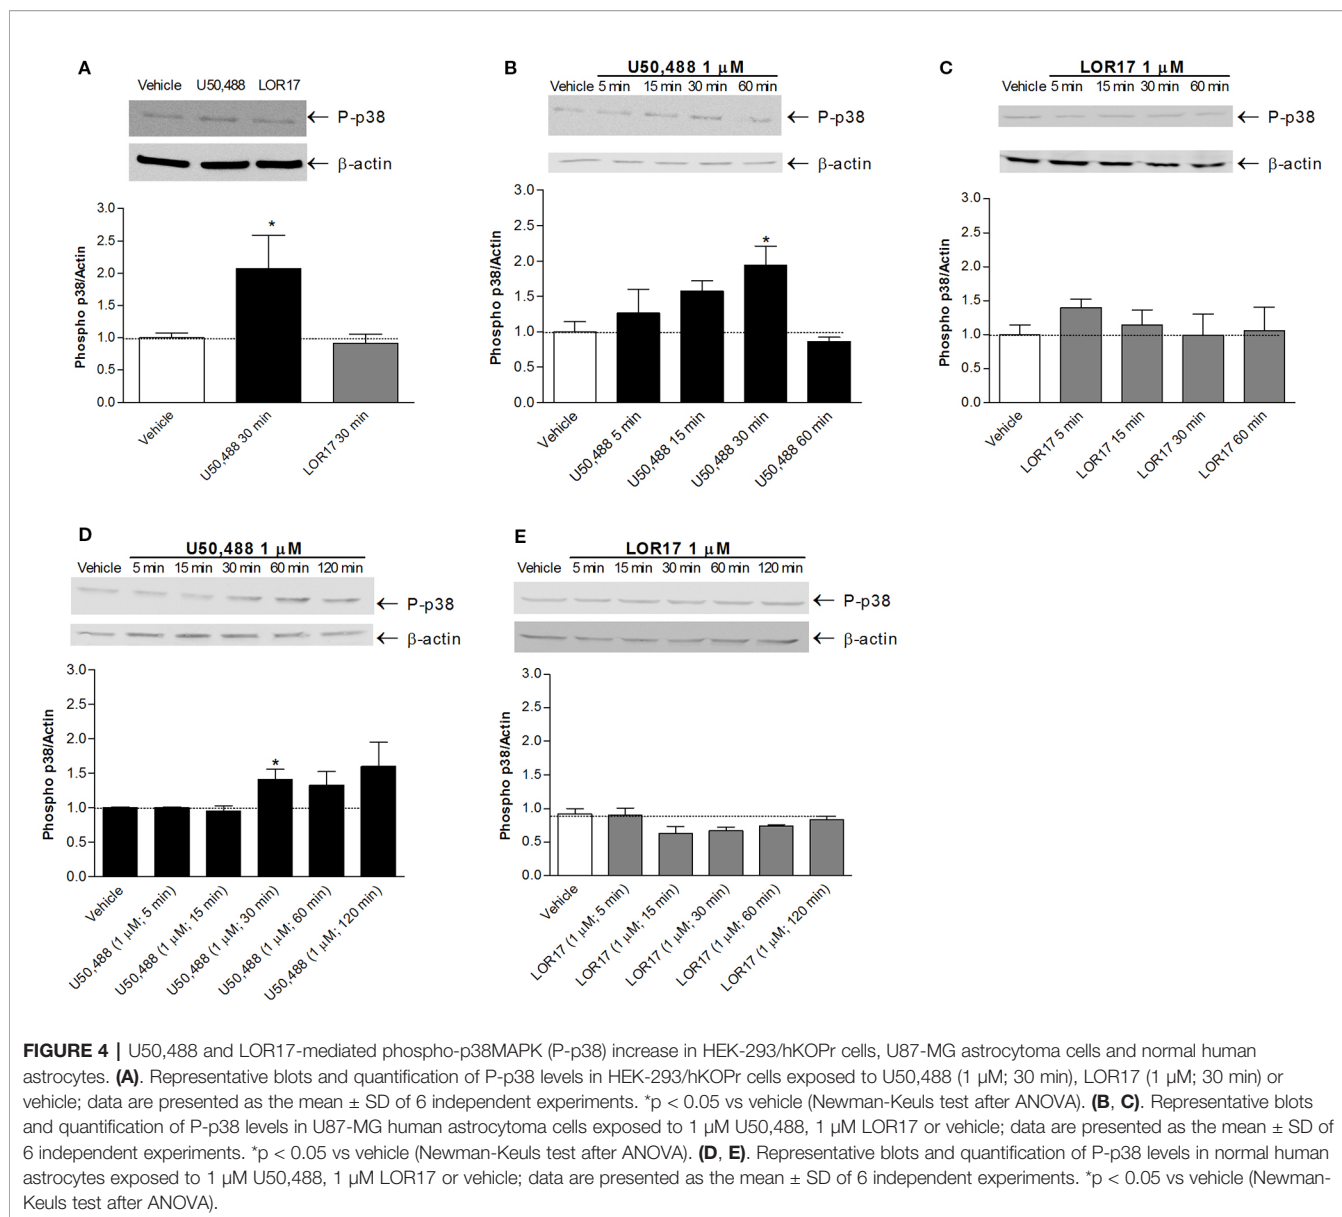 A
Vehicle U50,488 LOR17
← P-p38
← β-actin
Phospho p38/Actin
3.0
2.5
2.0
1.5
1.0
0.5
0.0
*
Vehicle
U50,488 30 min
LOR17 30 min
B
U50,488 1 µM
Vehicle 5 min 15 min 30 min 60 min
← P-p38
← β-actin
Phospho p38/Actin
3.0
2.5
2.0
1.5
1.0
0.5
0.0
*
Vehicle
U50,488 5 min
U50,488 15 min
U50,488 30 min
U50,488 60 min
C
LOR17 1 µM
Vehicle 5 min 15 min 30 min 60 min
← P-p38
← β-actin
Phospho p38/Actin
3.0
2.5
2.0
1.5
1.0
0.5
0.0
Vehicle
LOR17 5 min
LOR17 15 min
LOR17 30 min
LOR17 60 min
D
U50,488 1 µM
Vehicle 5 min 15 min 30 min 60 min 120 min
← P-p38
← β-actin
Phospho p38/Actin
3.0
2.5
2.0
1.5
1.0
0.5
0.0
*
Vehicle
U50,488 (1 µM; 5 min)
U50,488 (1 µM; 15 min)
U50,488 (1 µM; 30 min)
U50,488 (1 µM; 60 min)
U50,488 (1 µM; 120 min)
E
LOR17 1 µM
Vehicle 5 min 15 min 30 min 60 min 120 min
← P-p38
← β-actin
Phospho p38/Actin
3.0
2.5
2.0
1.5
1.0
0.5
0.0
Vehicle
LOR17 (1 µM; 5 min)
LOR17 (1 µM; 15 min)
LOR17 (1 µM; 30 min)
LOR17 (1 µM; 60 min)
LOR17 (1 µM; 120 min)
FIGURE 4 | U50,488 and LOR17-mediated phospho-p38MAPK (P-p38) increase in HEK-293/hKOPr cells, U87-MG astrocytoma cells and normal human
astrocytes. (A). Representative blots and quantification of P-p38 levels in HEK-293/hKOPr cells exposed to U50,488 (1 µM; 30 min), LOR17 (1 µM; 30 min) or
vehicle; data are presented as the mean ± SD of 6 independent experiments. *p < 0.05 vs vehicle (Newman-Keuls test after ANOVA). (B, C). Representative blots
and quantification of P-p38 levels in U87-MG human astrocytoma cells exposed to 1 µM U50,488, 1 µM LOR17 or vehicle; data are presented as the mean ± SD of
6 independent experiments. *p < 0.05 vs vehicle (Newman-Keuls test after ANOVA). (D, E). Representative blots and quantification of P-p38 levels in normal human
astrocytes exposed to 1 µM U50,488, 1 µM LOR17 or vehicle; data are presented as the mean ± SD of 6 independent experiments. *p < 0.05 vs vehicle (Newman-
Keuls test after ANOVA).